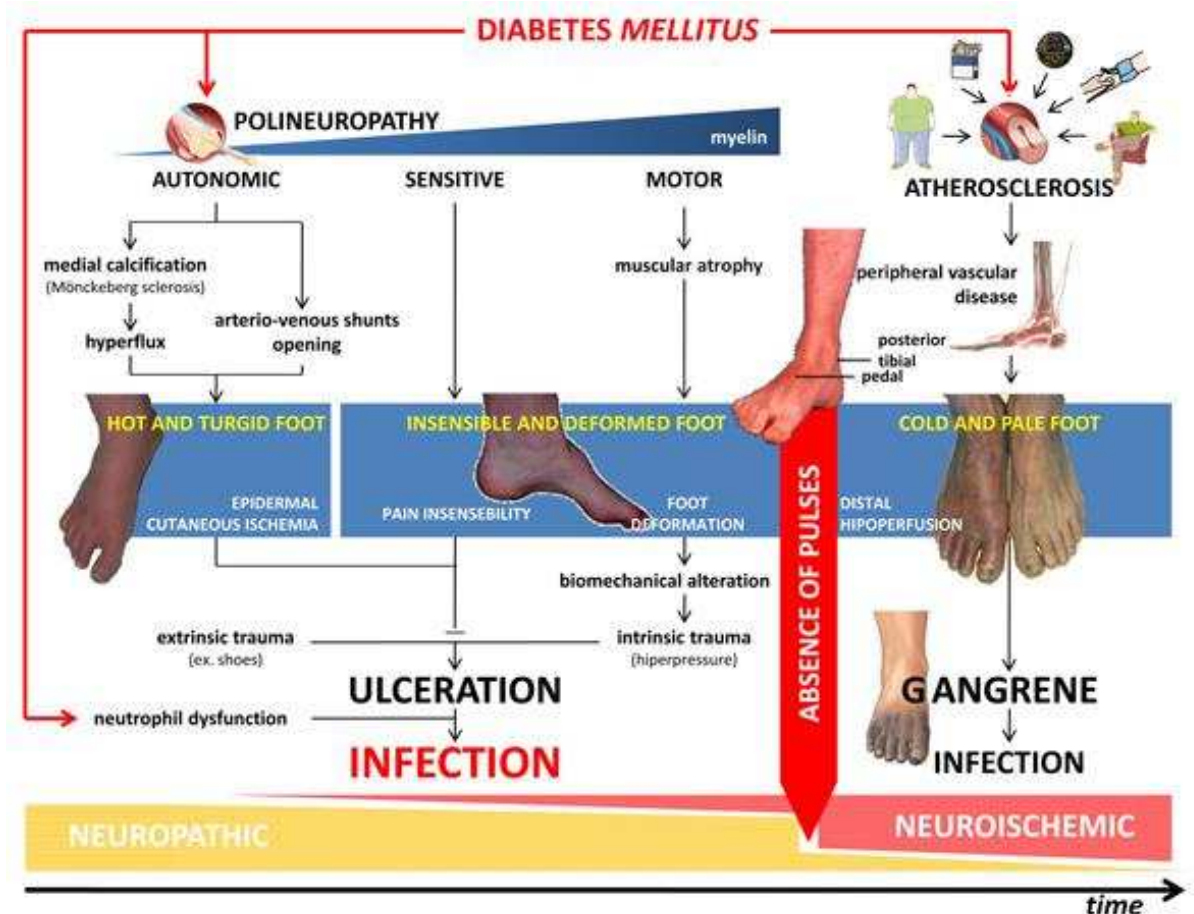 DIABETES MELLITUS
POLINEUROPATHY
myelin
AUTONOMIC
SENSITIVE
MOTOR
ATHEROSCLEROSIS
medial calcification
(Mönckeberg sclerosis)
hyperflux
arterio-venous shunts
opening
muscular atrophy
peripheral vascular
disease
posterior
tibial
pedal
HOT AND TURGID FOOT
EPIDERMAL
CUTANEOUS ISCHEMIA
INSENSIBLE AND DEFORMED FOOT
PAIN INSENSEBILITY
FOOT
DEFORMATION
COLD AND PALE FOOT
DISTAL
HIPOPERFUSION
ABSENCE OF PULSES
biomechanical alteration
extrinsic trauma
(ex. shoes)
intrinsic trauma
(hiperpressure)
ULCERATION
neutrophil dysfunction
INFECTION
GANGRENE
INFECTION
NEUROPATHIC
NEUROISCHEMIC
time